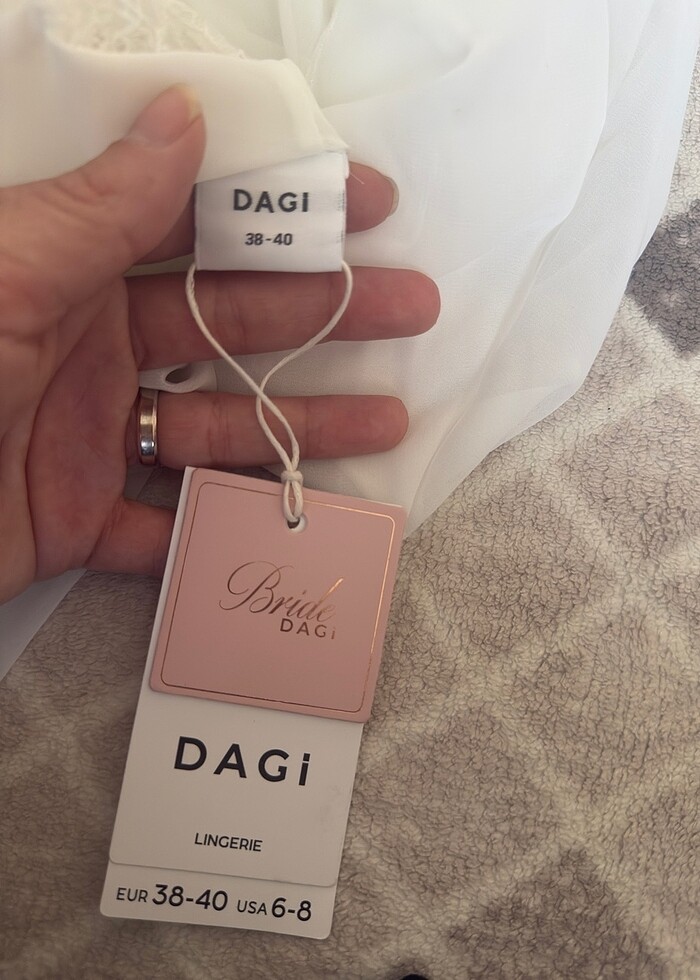 DAGi
38-40
Bride
DAGi
DAGi
LINGERIE
EUR 38-40 USA 6-8